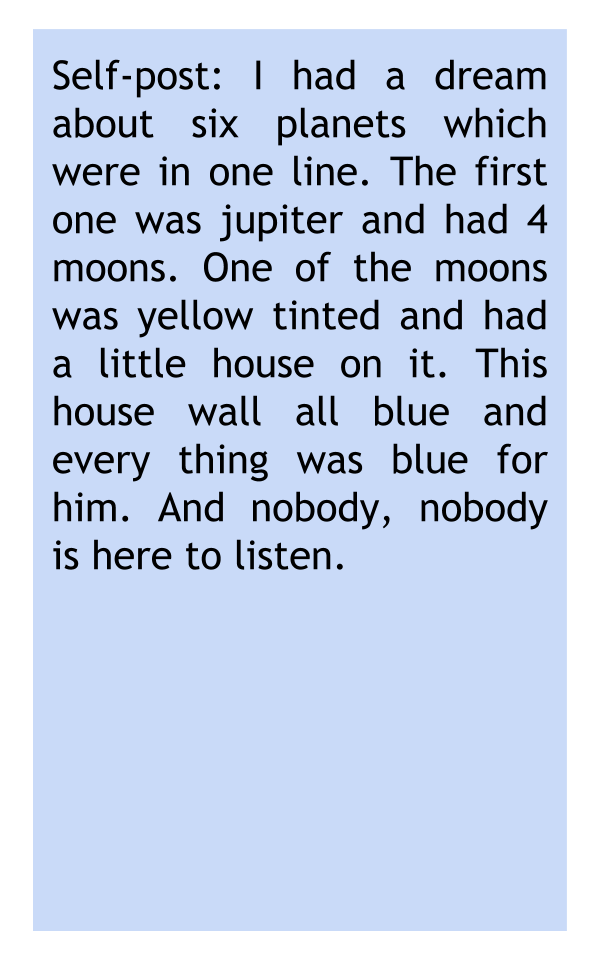 Self-post: I had a dream
about six planets which
were in one line. The first
one was jupiter and had 4
moons. One of the moons
was yellow tinted and had
a little house on it. This
house wall all blue and
every thing was blue for
him. And nobody, nobody
is here to listen.